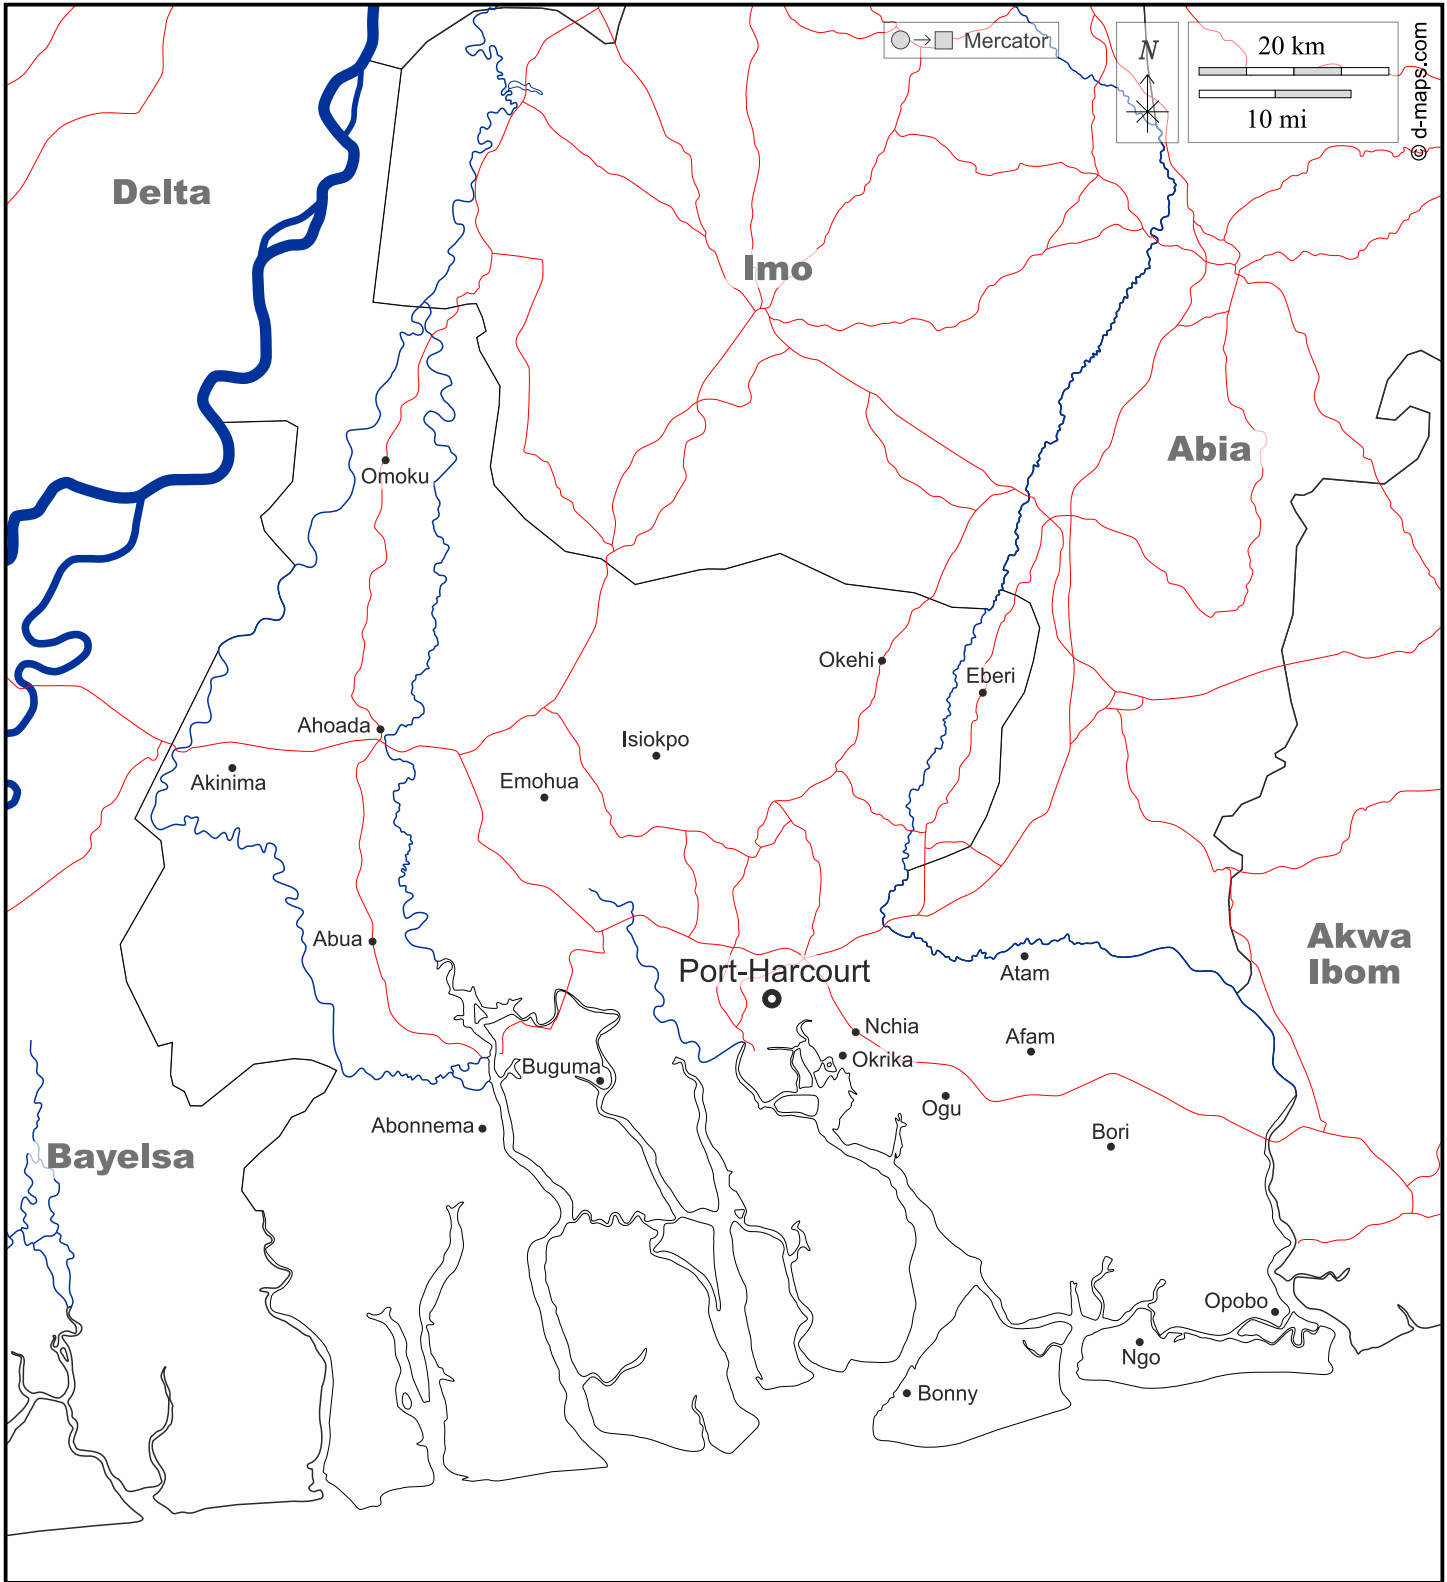 Mercator
N
20 km
10 mi
© d-maps.com
Delta
Imo
Abia
Omoku
Okehi
Eberi
Ahoada
Isiokpo
Akinima
Emohua
Abua
Akwa
Ibom
Port-Harcourt
Atam
Nchia
Afam
Okrika
Buguma
Ogu
Abonnema
Bori
Bayelsa
Opobo
Ngo
Bonny